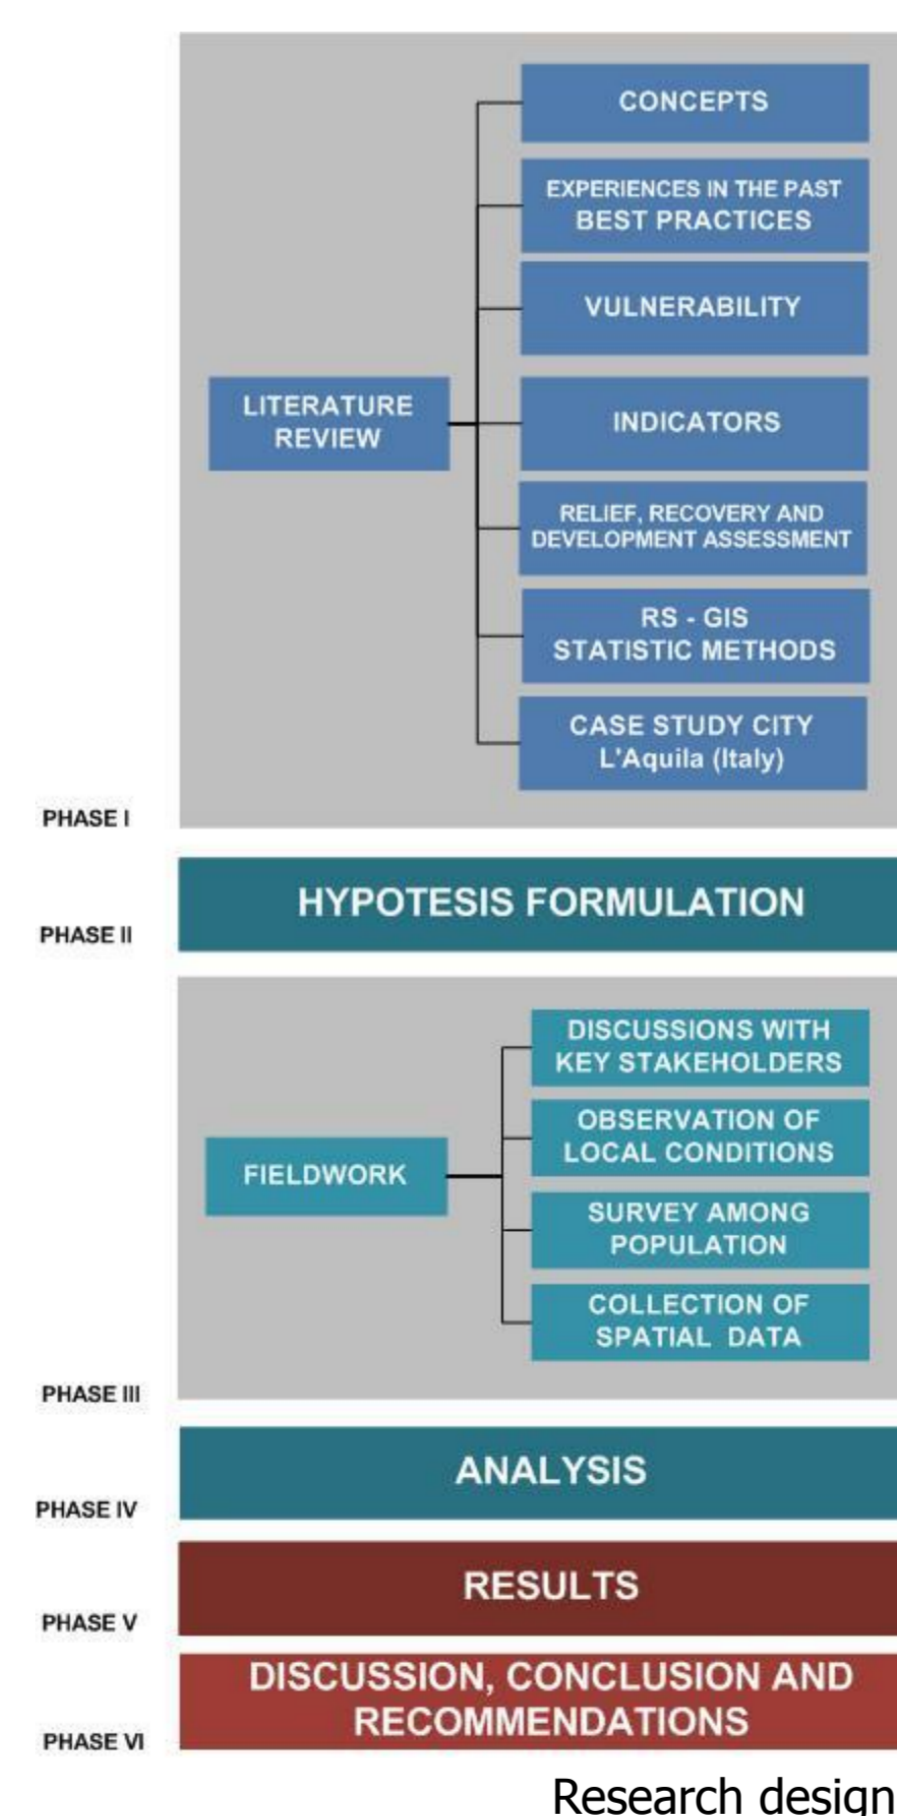 CONCEPTS
EXPERIENCES IN THE PAST
BEST PRACTICES
VULNERABILITY
LITERATURE
REVIEW
INDICATORS
RELIEF, RECOVERY AND
DEVELOPMENT ASSESSMENT
RS - GIS
STATISTIC METHODS
CASE STUDY CITY
L'Aquila (Italy)
PHASE I
HYPOTESIS FORMULATION
PHASE II
DISCUSSIONS WITH
KEY STAKEHOLDERS
OBSERVATION OF
LOCAL CONDITIONS
FIELDWORK
SURVEY AMONG
POPULATION
COLLECTION OF
SPATIAL DATA
PHASE III
ANALYSIS
PHASE IV
RESULTS
PHASE V
DISCUSSION, CONCLUSION AND
RECOMMENDATIONS
PHASE VI
Research design